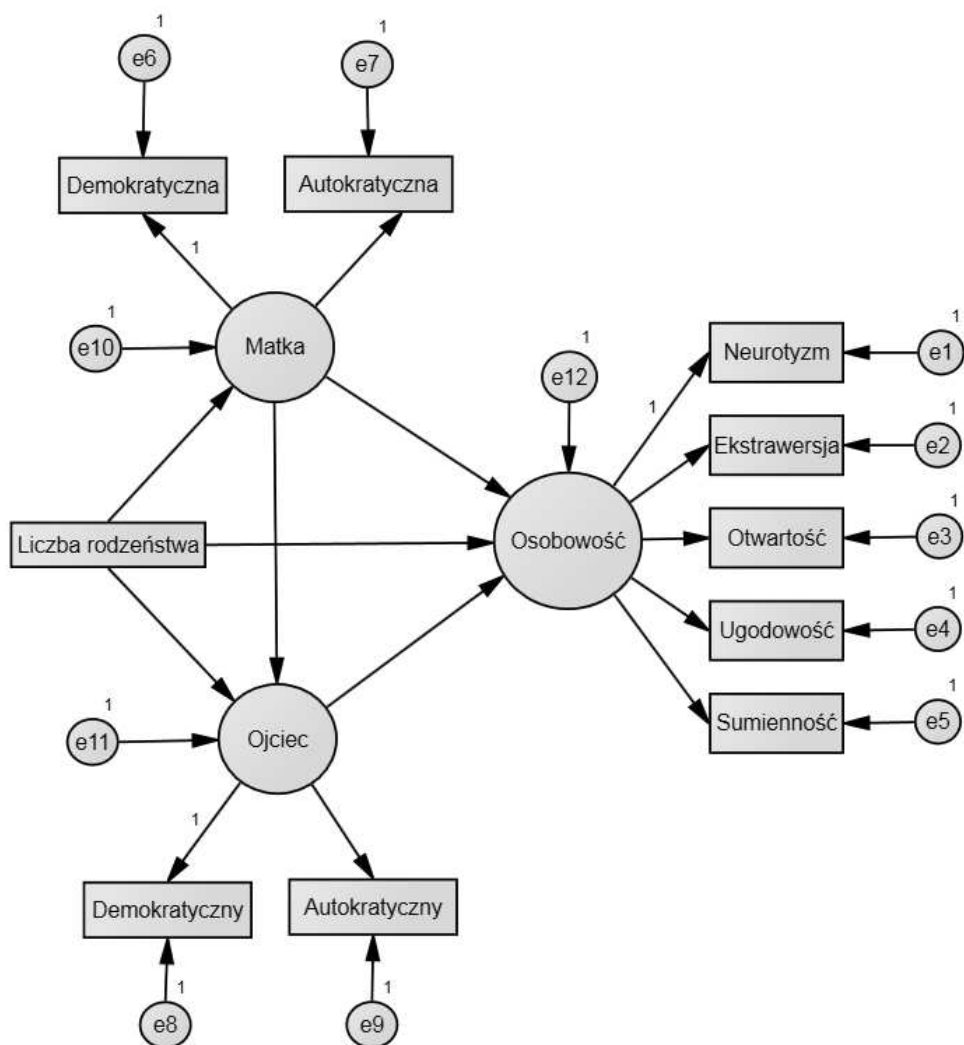 1
1
e6
e7
Demokratyczna
Autokratyczna
1
1
e10
Matka
1
e12
1
Neurotyzm
1
e1
Ekstrawersja
1
e2
Liczba rodzeństwa
Osobowość
Otwartość
1
e3
Ugodowość
1
e4
Sumienność
1
e5
1
e11
Ojciec
1
Demokratyczny
Autokratyczny
1
1
e8
e9